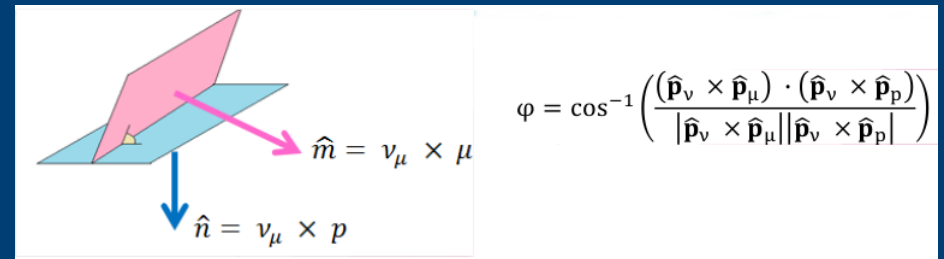 m̂ = ν_μ × μ
n̂ = ν_μ × p
φ = cos⁻¹( ((p̂_ν × p̂_μ) · (p̂_ν × p̂_p)) / (|p̂_ν × p̂_μ||p̂_ν × p̂_p|) )